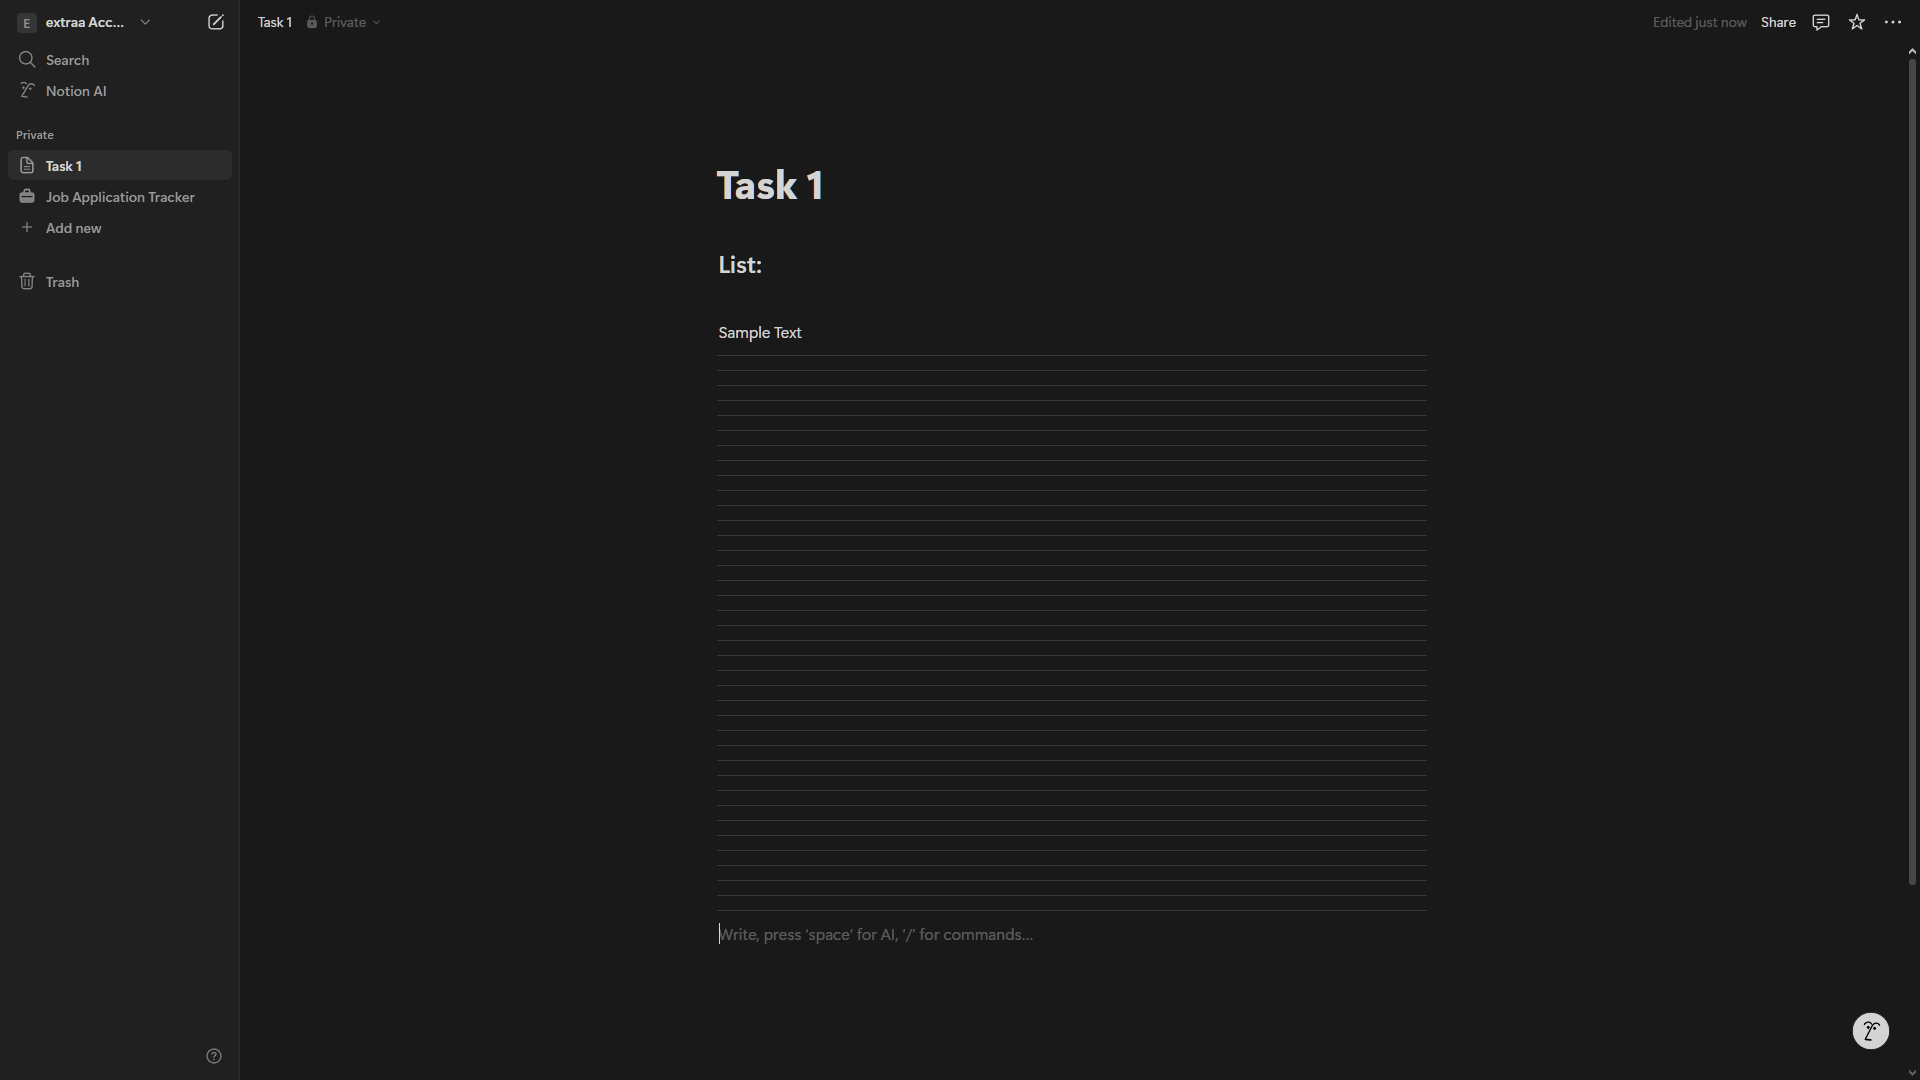 E extraa Acc...
Task 1 Private
Edited just now Share
Search
Notion AI
Private
Task 1
Job Application Tracker
Add new
Trash
Task 1
List:
Sample Text
Write, press ‘space’ for AI, ‘/’ for commands...
?